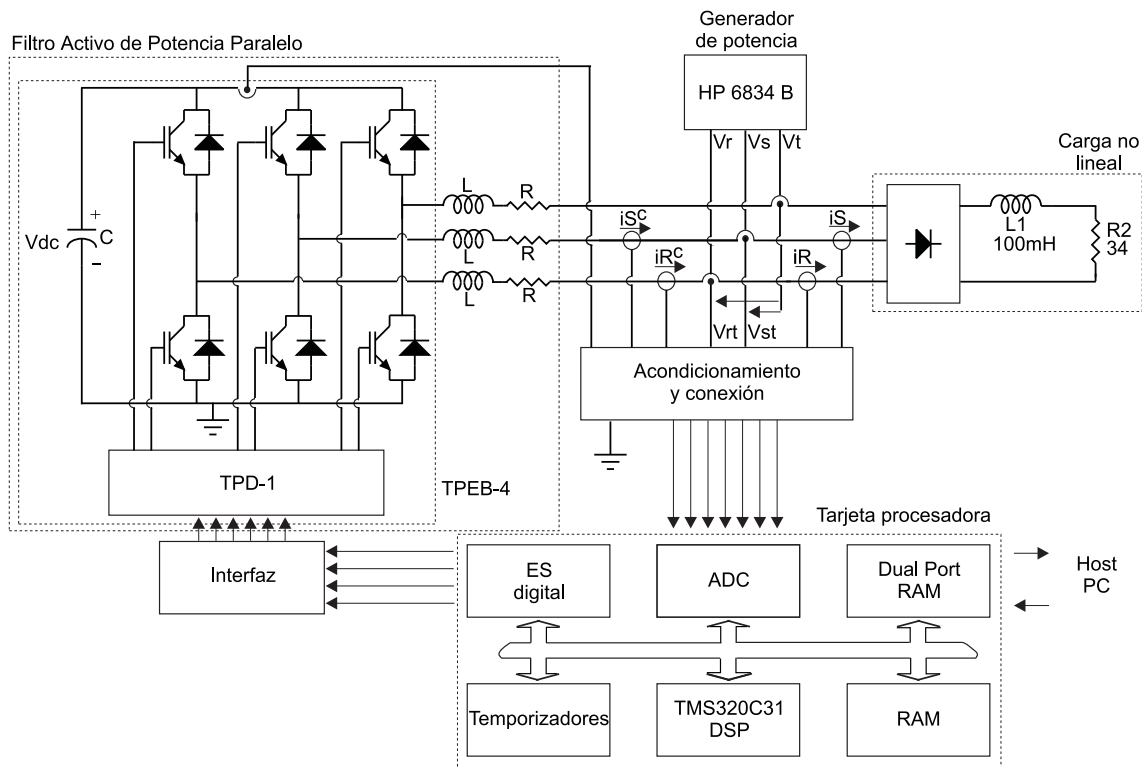 Generador
de potencia
Filtro Activo de Potencia Paralelo
HP 6834 B
Vr
Vs
Vt
Carga no
lineal
L
R
L
R
L
R
Vdc
+
C
-
iS^C
iR^C
iS
iR
L1
100mH
R2
34
Vrt
Vst
Acondicionamiento
y conexión
TPD-1
TPEB-4
Tarjeta procesadora
Interfaz
ES
digital
ADC
Dual Port
RAM
Host
PC
Temporizadores
TMS320C31
DSP
RAM